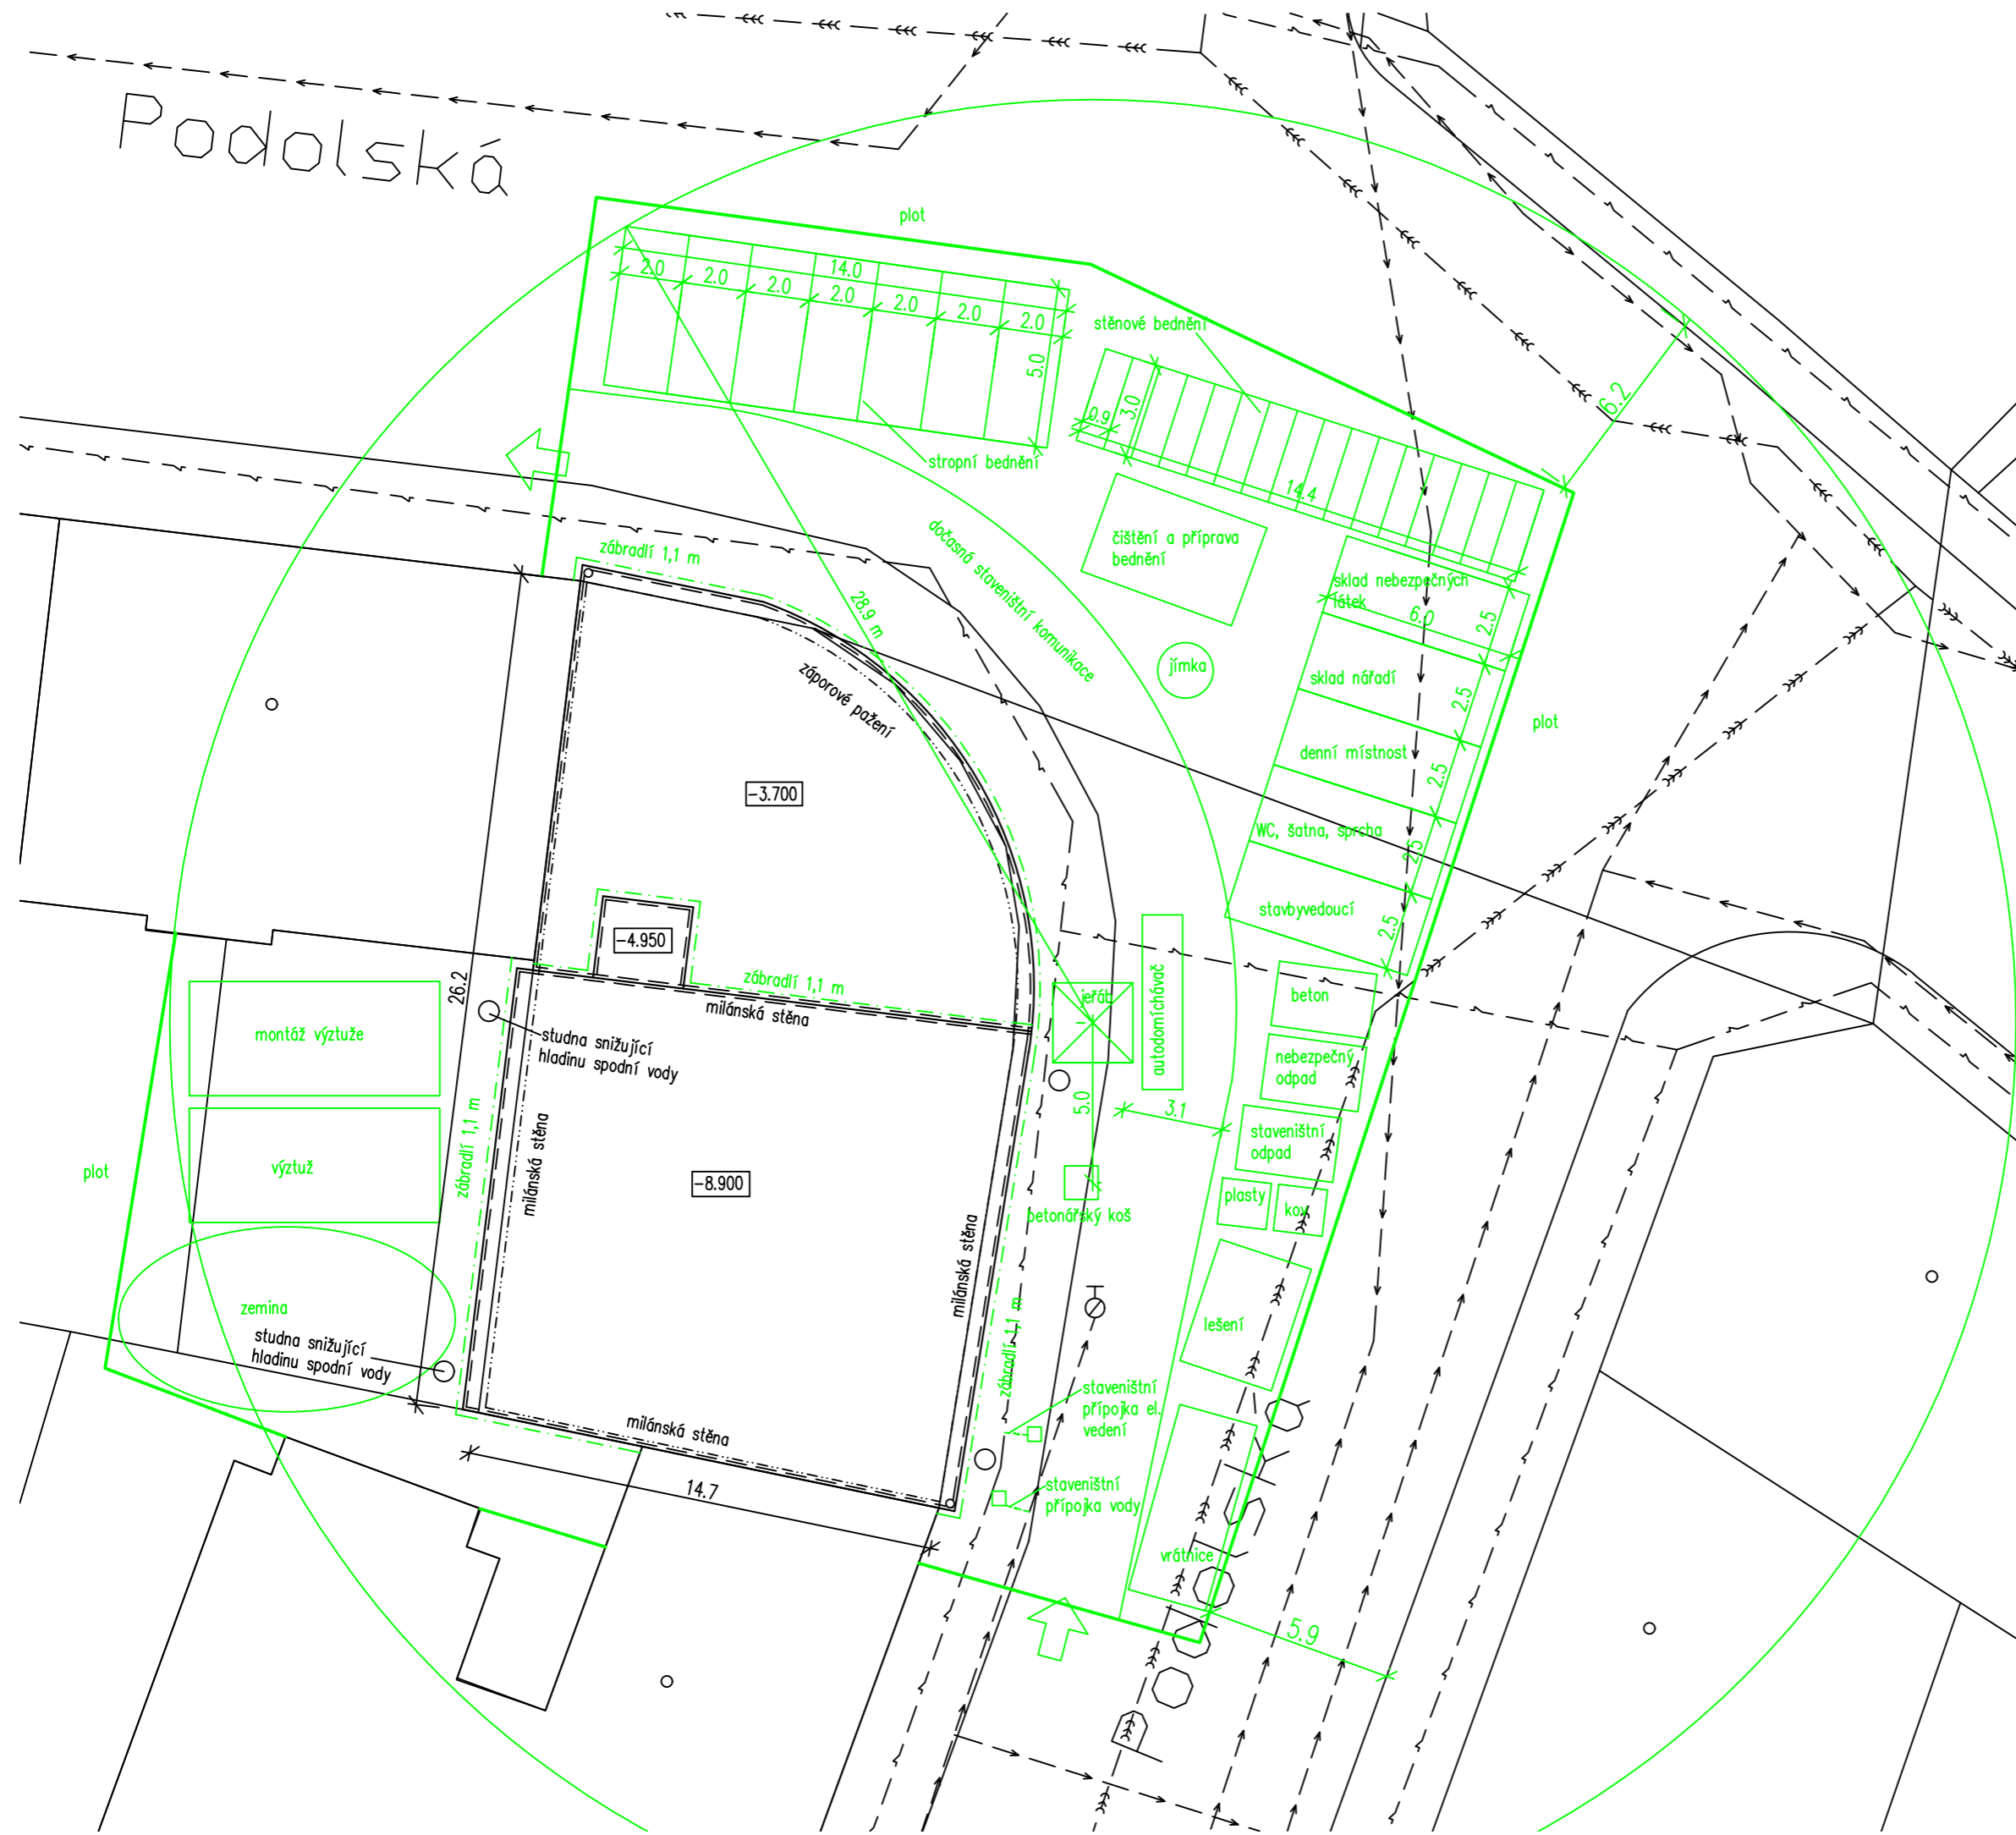 Podolská
plot
14.0
2.0
2.0
2.0
2.0
2.0
2.0
2.0
5.0
stěnové bednění
0.9
3.0
14.4
6.2
stropní bednění
čištění a příprava
bednění
dočasná staveništní komunikace
zábradlí 1,1 m
28.9 m
záporové pažení
jímka
sklad nebezpečných
látek
6.0
2.5
sklad nářadí
2.5
plot
denní místnost
2.5
WC, šatna, sprcha
2.5
stavbyvedoucí
2.5
-3.700
-4.950
zábradlí 1,1 m
milánská stěna
26.2
studna snižující
hladinu spodní vody
jeřáb
autodomíchávač
beton
nebezpečný
odpad
5.0
3.1
staveništní
odpad
plasty
kov
betonářský koš
montáž výztuže
výztuž
plot
zábradlí 1,1 m
milánská stěna
-8.900
milánská stěna
zábradlí 1,1 m
lešení
zemina
studna snižující
hladinu spodní vody
milánská stěna
14.7
staveništní
přípojka el.
vedení
staveništní
přípojka vody
vrátnice
5.9